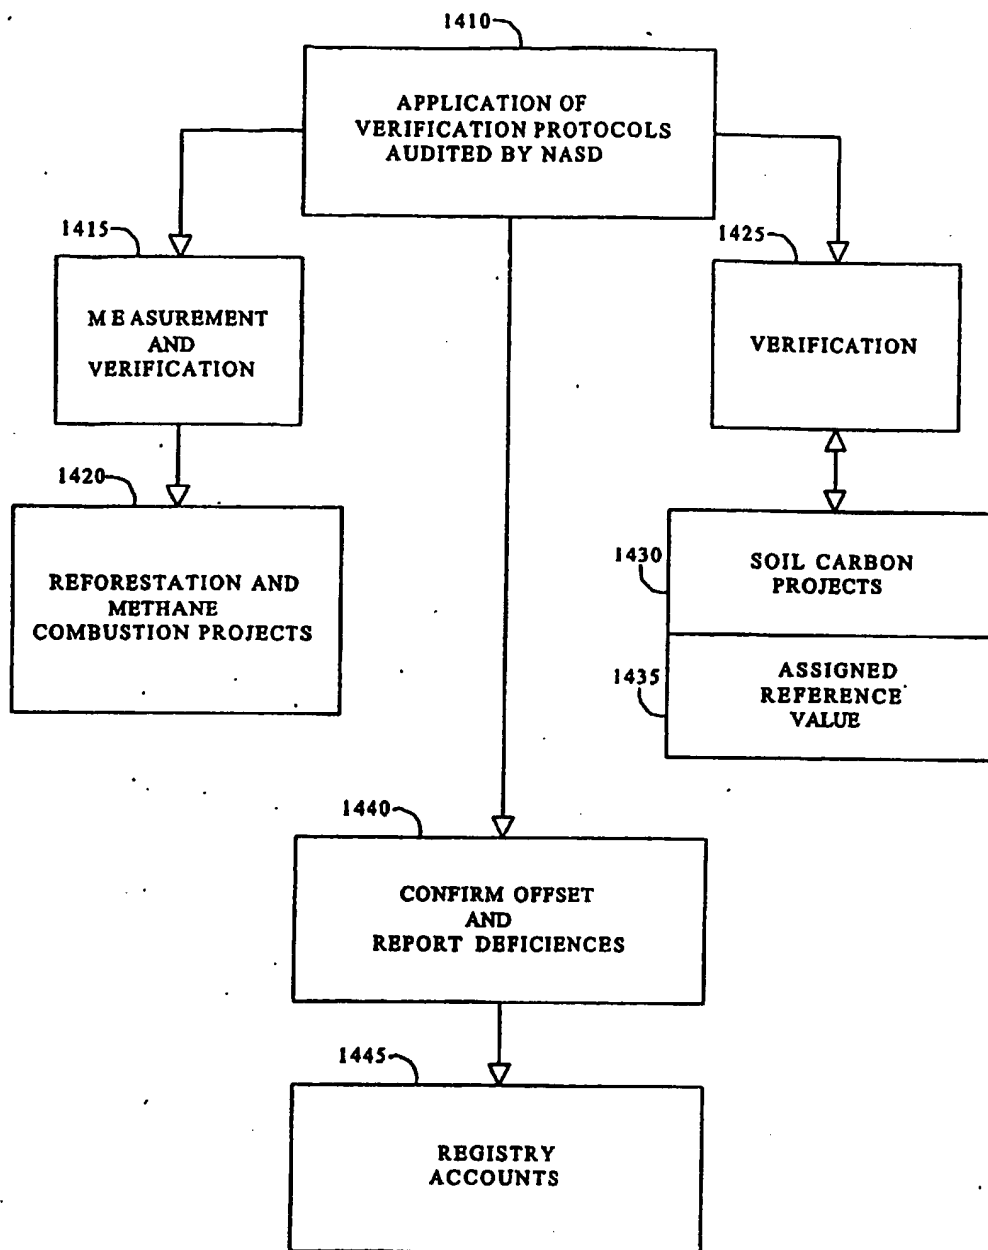 1410
APPLICATION OF
VERIFICATION PROTOCOLS
AUDITED BY NASD
1415
MEASUREMENT
AND
VERIFICATION
1425
VERIFICATION
1420
REFORESTATION AND
METHANE
COMBUSTION PROJECTS
1430
SOIL CARBON
PROJECTS
1435
ASSIGNED
REFERENCE
VALUE
1440
CONFIRM OFFSET
AND
REPORT DEFICIENCES
1445
REGISTRY
ACCOUNTS